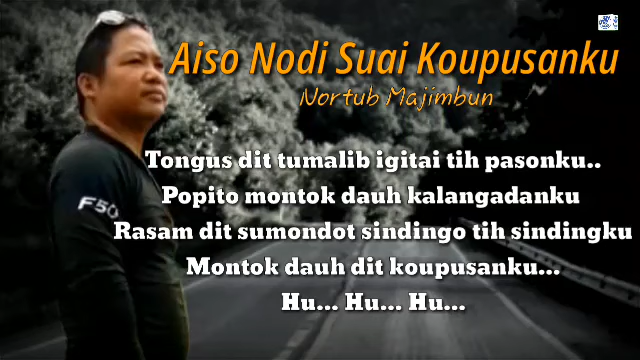 Aiso Nodi Suai Koupusanku
Nortub Majimbun
Tongus dit tumalib igitai tih pasonku..
Popito montok dauh kalangadanku
F50
Rasam dit sumondot sindingo tih sindingku
Montok dauh dit koupusanku...
Hu... Hu... Hu...